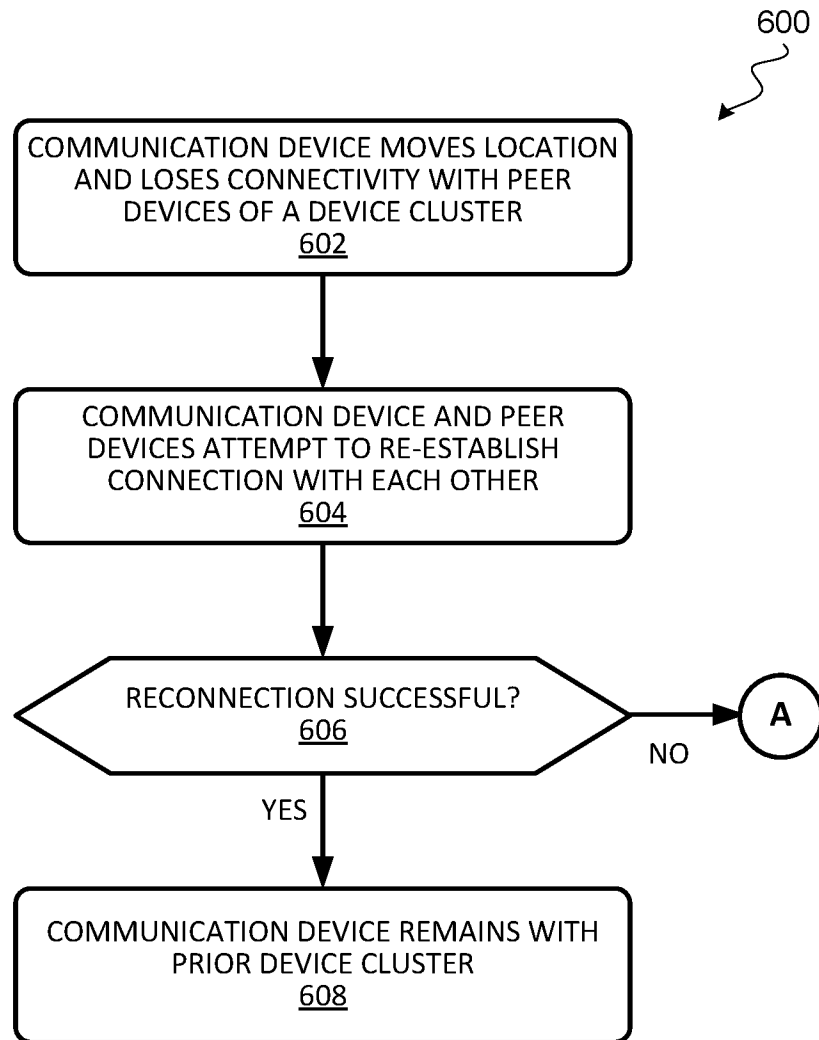 600
COMMUNICATION DEVICE MOVES LOCATION
AND LOSES CONNECTIVITY WITH PEER
DEVICES OF A DEVICE CLUSTER
602
COMMUNICATION DEVICE AND PEER
DEVICES ATTEMPT TO RE-ESTABLISH
CONNECTION WITH EACH OTHER
604
RECONNECTION SUCCESSFUL?
606
A
NO
YES
COMMUNICATION DEVICE REMAINS WITH
PRIOR DEVICE CLUSTER
608